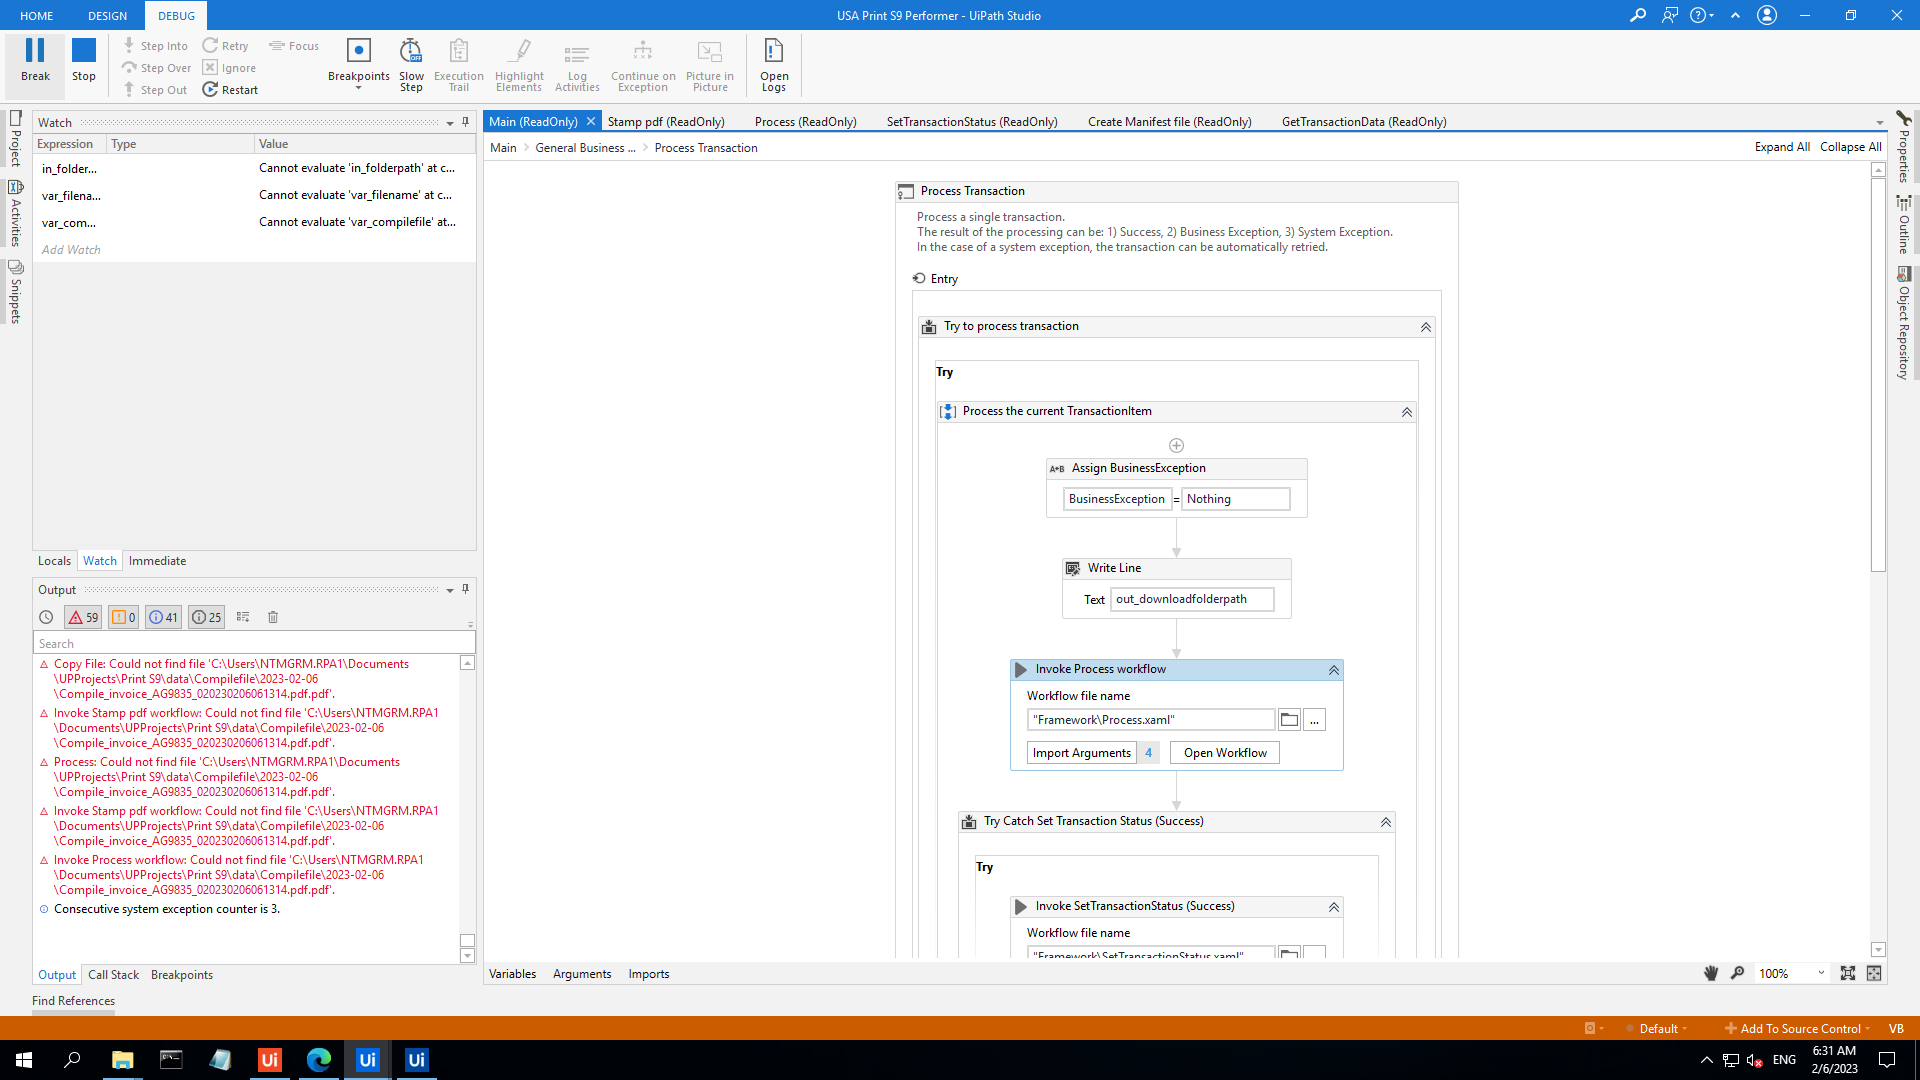 HOME
DESIGN
DEBUG
USA Print S9 Performer - UiPath Studio
Break
Stop
Step Into
Step Over
Step Out
Retry
Ignore
Restart
Focus
Breakpoints
Slow
Step
Execution
Trail
Highlight
Elements
Log
Activities
Continue on
Exception
Picture in
Picture
Open
Logs
Project
Activities
Snippets
Watch
Expression
Type
Value
in_folder...
Cannot evaluate 'in_folderpath' at c...
var_filena...
Cannot evaluate 'var_filename' at c...
var_com...
Cannot evaluate 'var_compilefile' at...
Add Watch
Locals
Watch
Immediate
Output
59
0
41
25
Search
Copy File: Could not find file 'C:\Users\NTMGRM.RPA1\Documents
\UPProjects\Print S9\data\Compilefile\2023-02-06
\Compile_invoice_AG9835_020230206061314.pdf.pdf'.
Invoke Stamp pdf workflow: Could not find file 'C:\Users\NTMGRM.RPA1
\Documents\UPProjects\Print S9\data\Compilefile\2023-02-06
\Compile_invoice_AG9835_020230206061314.pdf.pdf'.
Process: Could not find file 'C:\Users\NTMGRM.RPA1\Documents
\UPProjects\Print S9\data\Compilefile\2023-02-06
\Compile_invoice_AG9835_020230206061314.pdf.pdf'.
Invoke Stamp pdf workflow: Could not find file 'C:\Users\NTMGRM.RPA1
\Documents\UPProjects\Print S9\data\Compilefile\2023-02-06
\Compile_invoice_AG9835_020230206061314.pdf.pdf'.
Invoke Process workflow: Could not find file 'C:\Users\NTMGRM.RPA1
\Documents\UPProjects\Print S9\data\Compilefile\2023-02-06
\Compile_invoice_AG9835_020230206061314.pdf.pdf'.
Consecutive system exception counter is 3.
Output
Call Stack
Breakpoints
Find References
Main (ReadOnly)
Stamp pdf (ReadOnly)
Process (ReadOnly)
SetTransactionStatus (ReadOnly)
Create Manifest file (ReadOnly)
GetTransactionData (ReadOnly)
Main
General Business ...
Process Transaction
Expand All
Collapse All
Process Transaction
Process a single transaction.
The result of the processing can be: 1) Success, 2) Business Exception, 3) System Exception.
In the case of a system exception, the transaction can be automatically retried.
Entry
Try to process transaction
Try
Process the current TransactionItem
A+B
Assign BusinessException
BusinessException = Nothing
Write Line
Text
out_downloadfolderpath
Invoke Process workflow
Workflow file name
"Framework\Process.xaml"
...
Import Arguments
4
Open Workflow
Try Catch Set Transaction Status (Success)
Try
Invoke SetTransactionStatus (Success)
Workflow file name
"Framework\SetTransactionStatus.xaml"
Variables
Arguments
Imports
100%
Properties
Outline
Object Repository
Default
Add To Source Control
VB
Ui
Ui
Ui
ENG
6:31 AM
2/6/2023